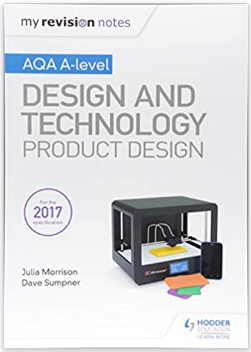 my revision notes
AQA A-level
DESIGN AND
TECHNOLOGY
PRODUCT DESIGN
For the
2017
specification
Julia Morrison
Dave Sumpner
HODDER
EDUCATION
LEARN MORE